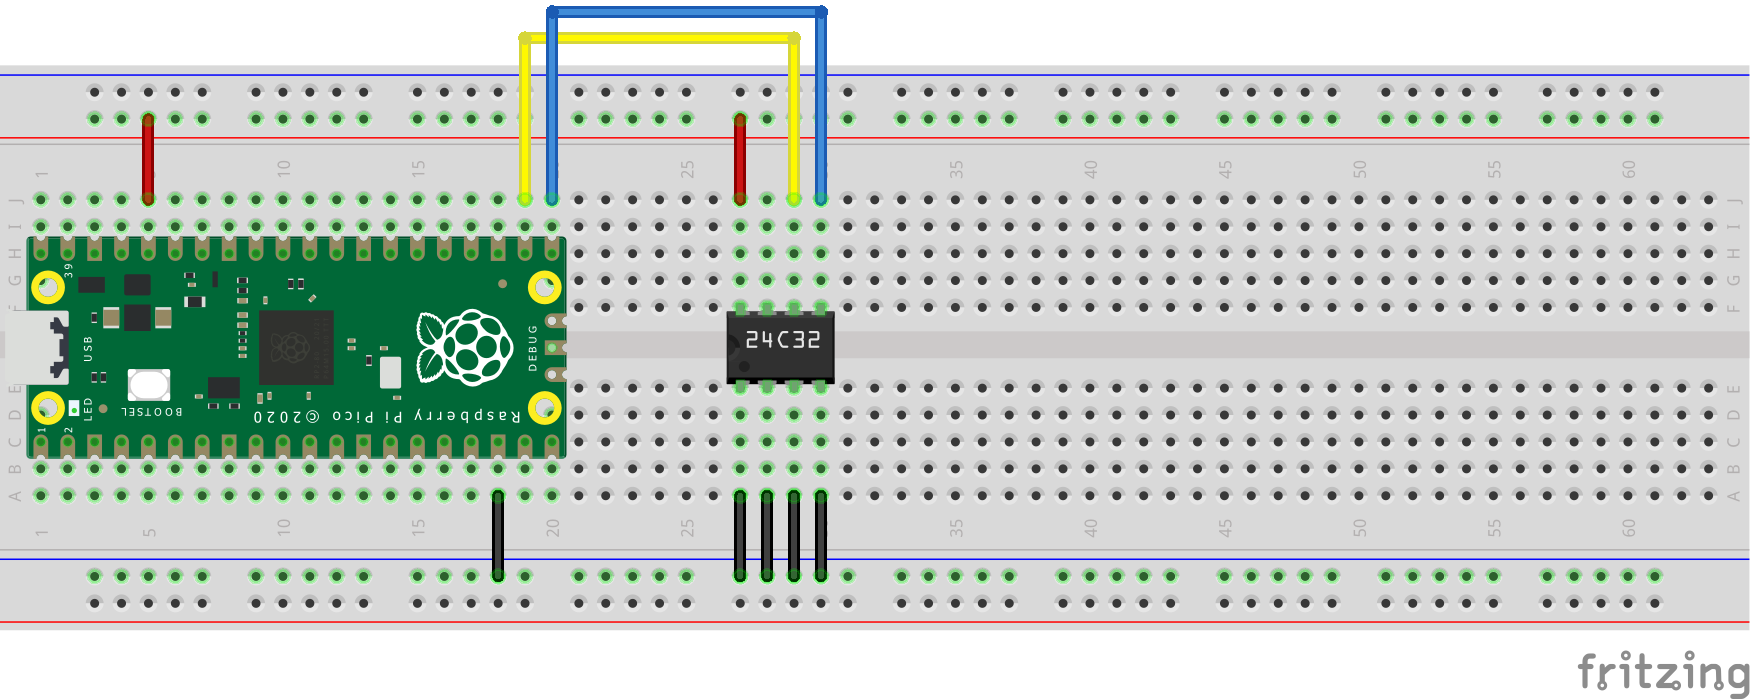 1 10 15 25 35 40 45 50 55 60
J J
I I
H H
G G
F
39
24C32
USB
DEBUG
E E
LED
BOOTSEL
Raspberry Pi Pico ©2020
D D
1 2
C C
B B
A A
1 5 10 15 20 25 35 40 45 50 55 60
fritzing